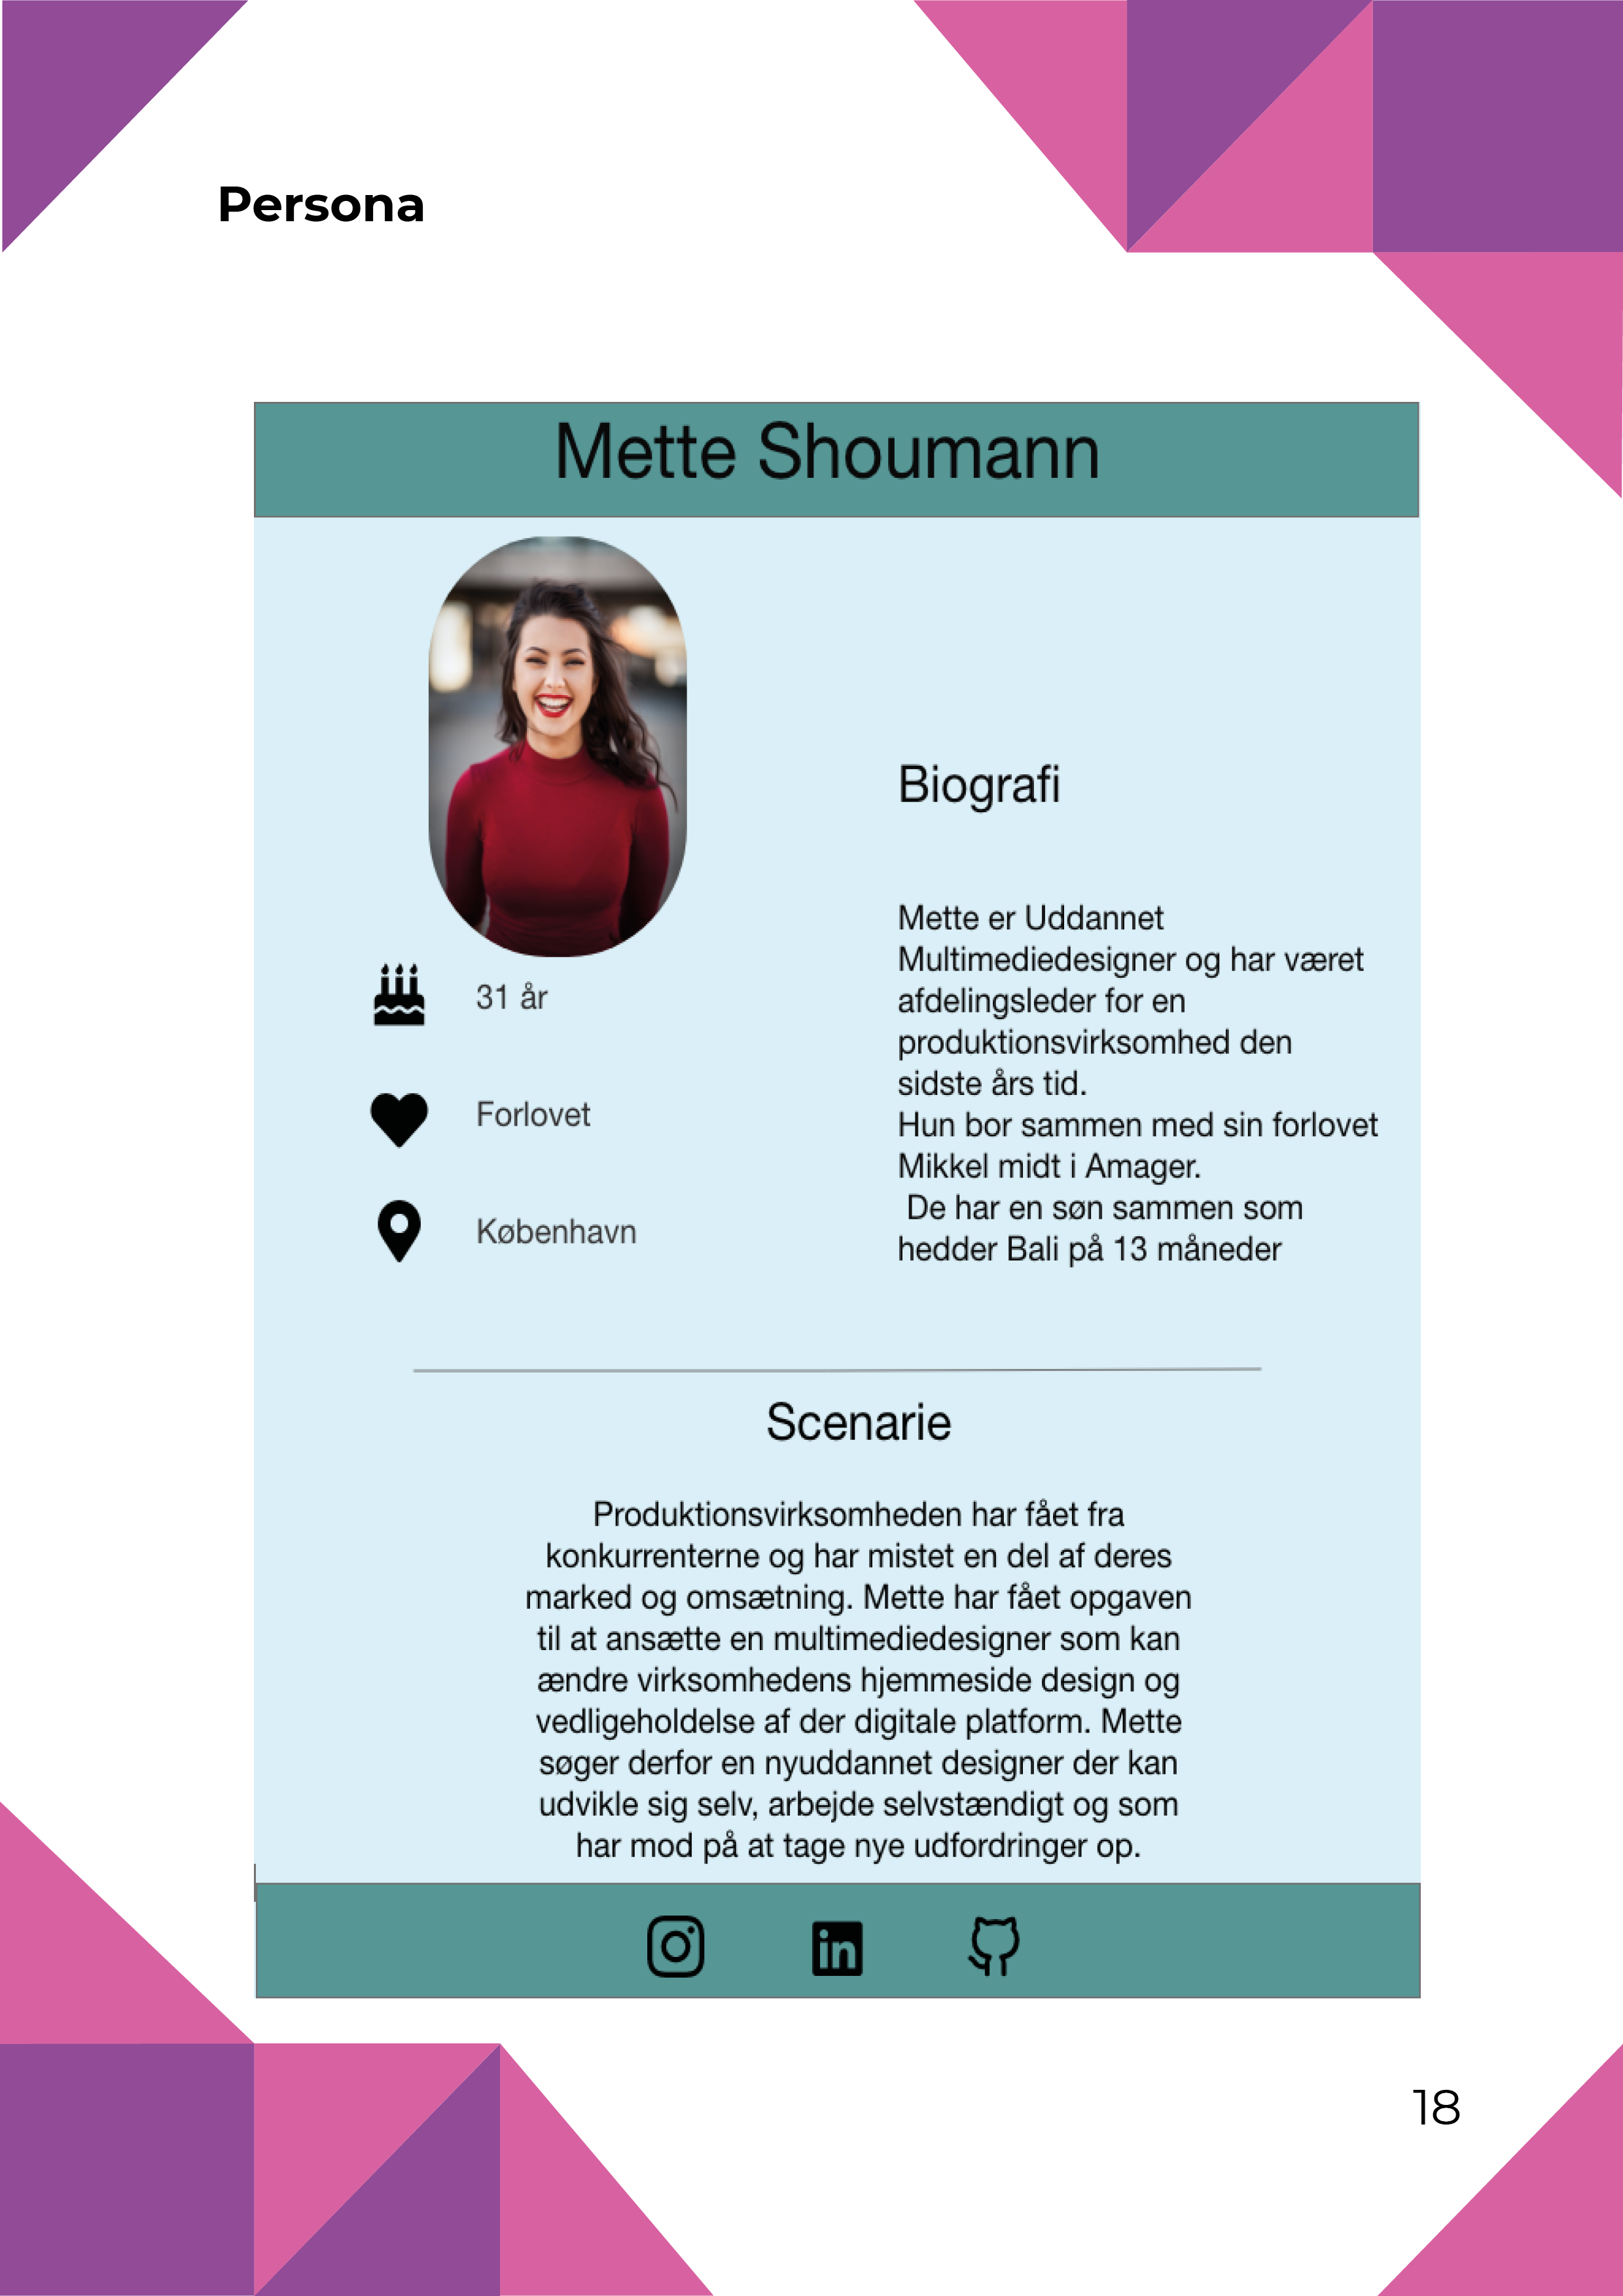 Persona
Mette Shoumann
31 år
Forlovet
København
Biografi
Mette er Uddannet
Multimediedesigner og har været
afdelingsleder for en
produktionsvirksomhed den
sidste års tid.
Hun bor sammen med sin forlovet
Mikkel midt i Amager.
De har en søn sammen som
hedder Bali på 13 måneder
Scenarie
Produktionsvirksomheden har fået fra
konkurrenterne og har mistet en del af deres
marked og omsætning. Mette har fået opgaven
til at ansætte en multimediedesigner som kan
ændre virksomhedens hjemmeside design og
vedligeholdelse af der digitale platform. Mette
søger derfor en nyuddannet designer der kan
udvikle sig selv, arbejde selvstændigt og som
har mod på at tage nye udfordringer op.
in
18